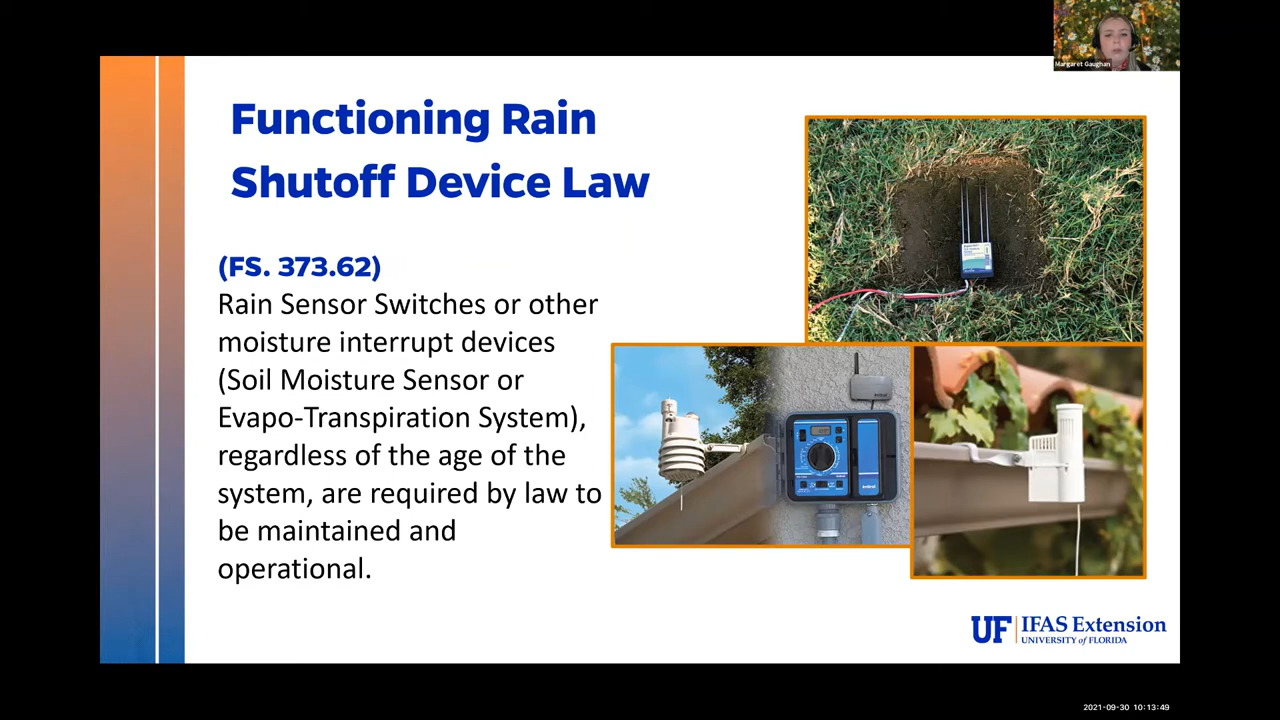 Margaret Gaughan
Functioning Rain
Shutoff Device Law
(FS. 373.62)
Rain Sensor Switches or other
moisture interrupt devices
(Soil Moisture Sensor or
Evapo-Transpiration System),
regardless of the age of the
system, are required by law to
be maintained and
operational.
UF IFAS Extension
UNIVERSITY of FLORIDA
2021-09-30 10:13:49